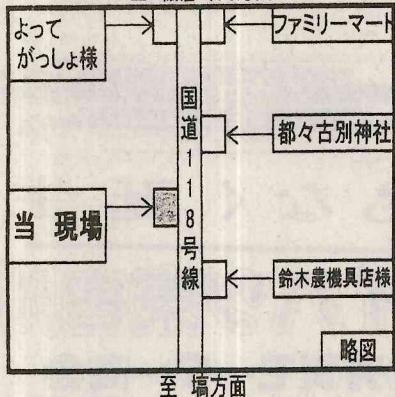 よって
がっしょ様
ファミリーマート
国道118号線
都々古別神社
当 現場
鈴木農機具店様
略図
至 塙方面